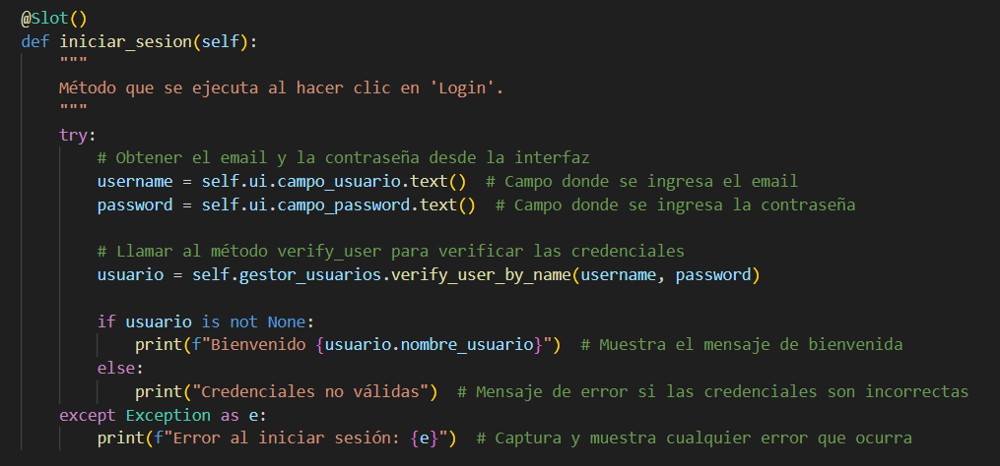 @Slot()
def iniciar_sesion(self):
"""
Método que se ejecuta al hacer clic en 'Login'.
"""
try:
# Obtener el email y la contraseña desde la interfaz
username = self.ui.campo_usuario.text()  # Campo donde se ingresa el email
password = self.ui.campo_password.text()  # Campo donde se ingresa la contraseña
# Llamar al método verify_user para verificar las credenciales
usuario = self.gestor_usuarios.verify_user_by_name(username, password)
if usuario is not None:
print(f"Bienvenido {usuario.nombre_usuario}")  # Muestra el mensaje de bienvenida
else:
print("Credenciales no válidas")  # Mensaje de error si las credenciales son incorrectas
except Exception as e:
print(f"Error al iniciar sesión: {e}")  # Captura y muestra cualquier error que ocurra